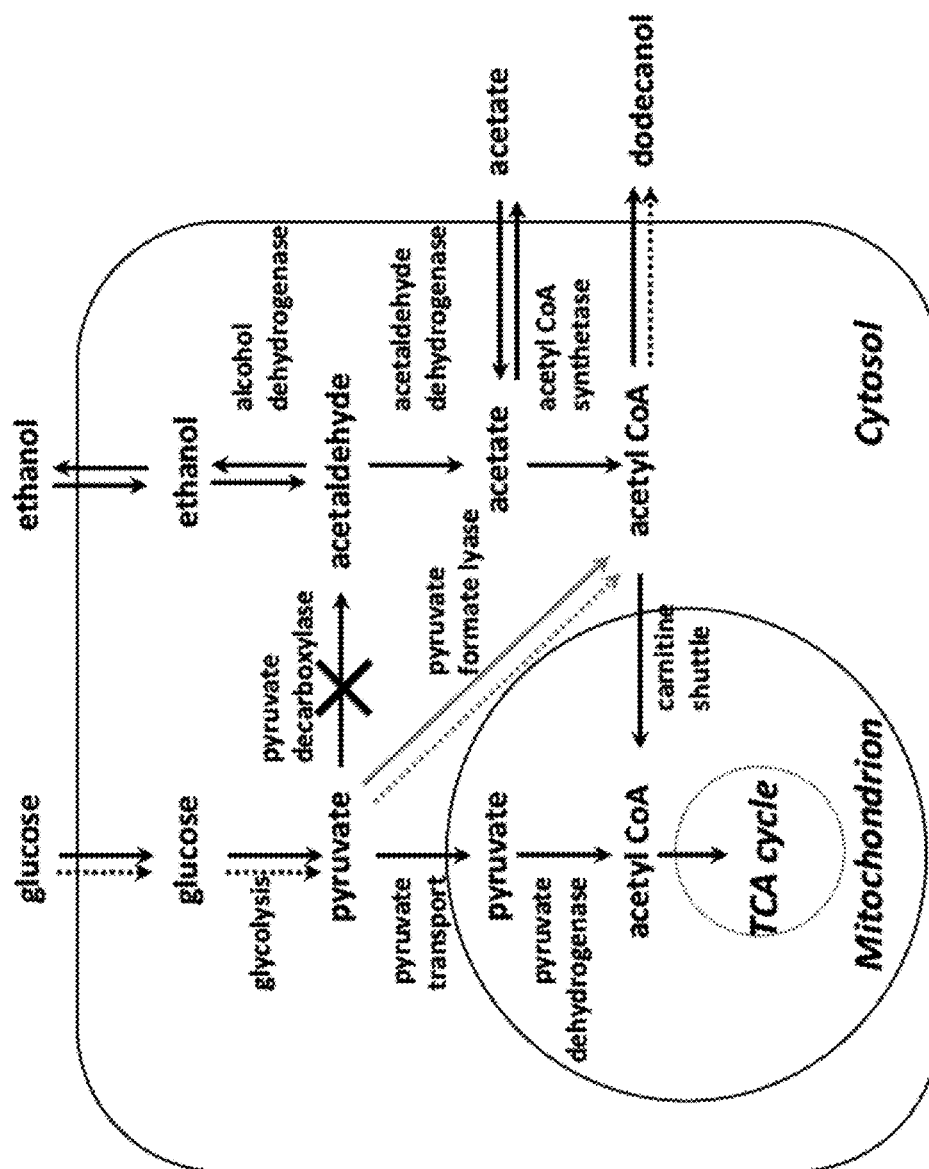 glucose
ethanol
glucose
ethanol
glycolysis
pyruvate
decarboxylase
alcohol
dehydrogenase
pyruvate
acetaldehyde
pyruvate
transport
pyruvate
formate lyase
acetaldehyde
dehydrogenase
pyruvate
acetate
acetate
pyruvate
dehydrogenase
acetyl CoA
synthetase
acetyl CoA
carnitine
shuttle
acetyl CoA
dodecanol
TCA cycle
Mitochondrion
Cytosol